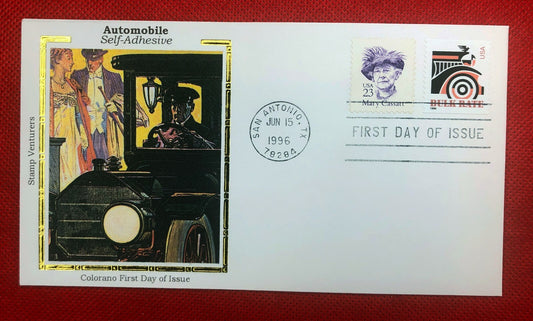 Automobile
Self-Adhesive
Stamp Venturers
Colorano First Day of Issue
SAN ANTONIO, TX
JUN 15
1996
78284
USA
23
Mary Cassatt
USA
BULK RATE
FIRST DAY OF ISSUE